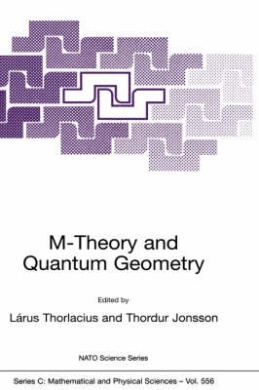 M-Theory and
Quantum Geometry
Edited by
Lárus Thorlacius and Thordur Jonsson
NATO Science Series
Series C: Mathematical and Physical Sciences – Vol. 556